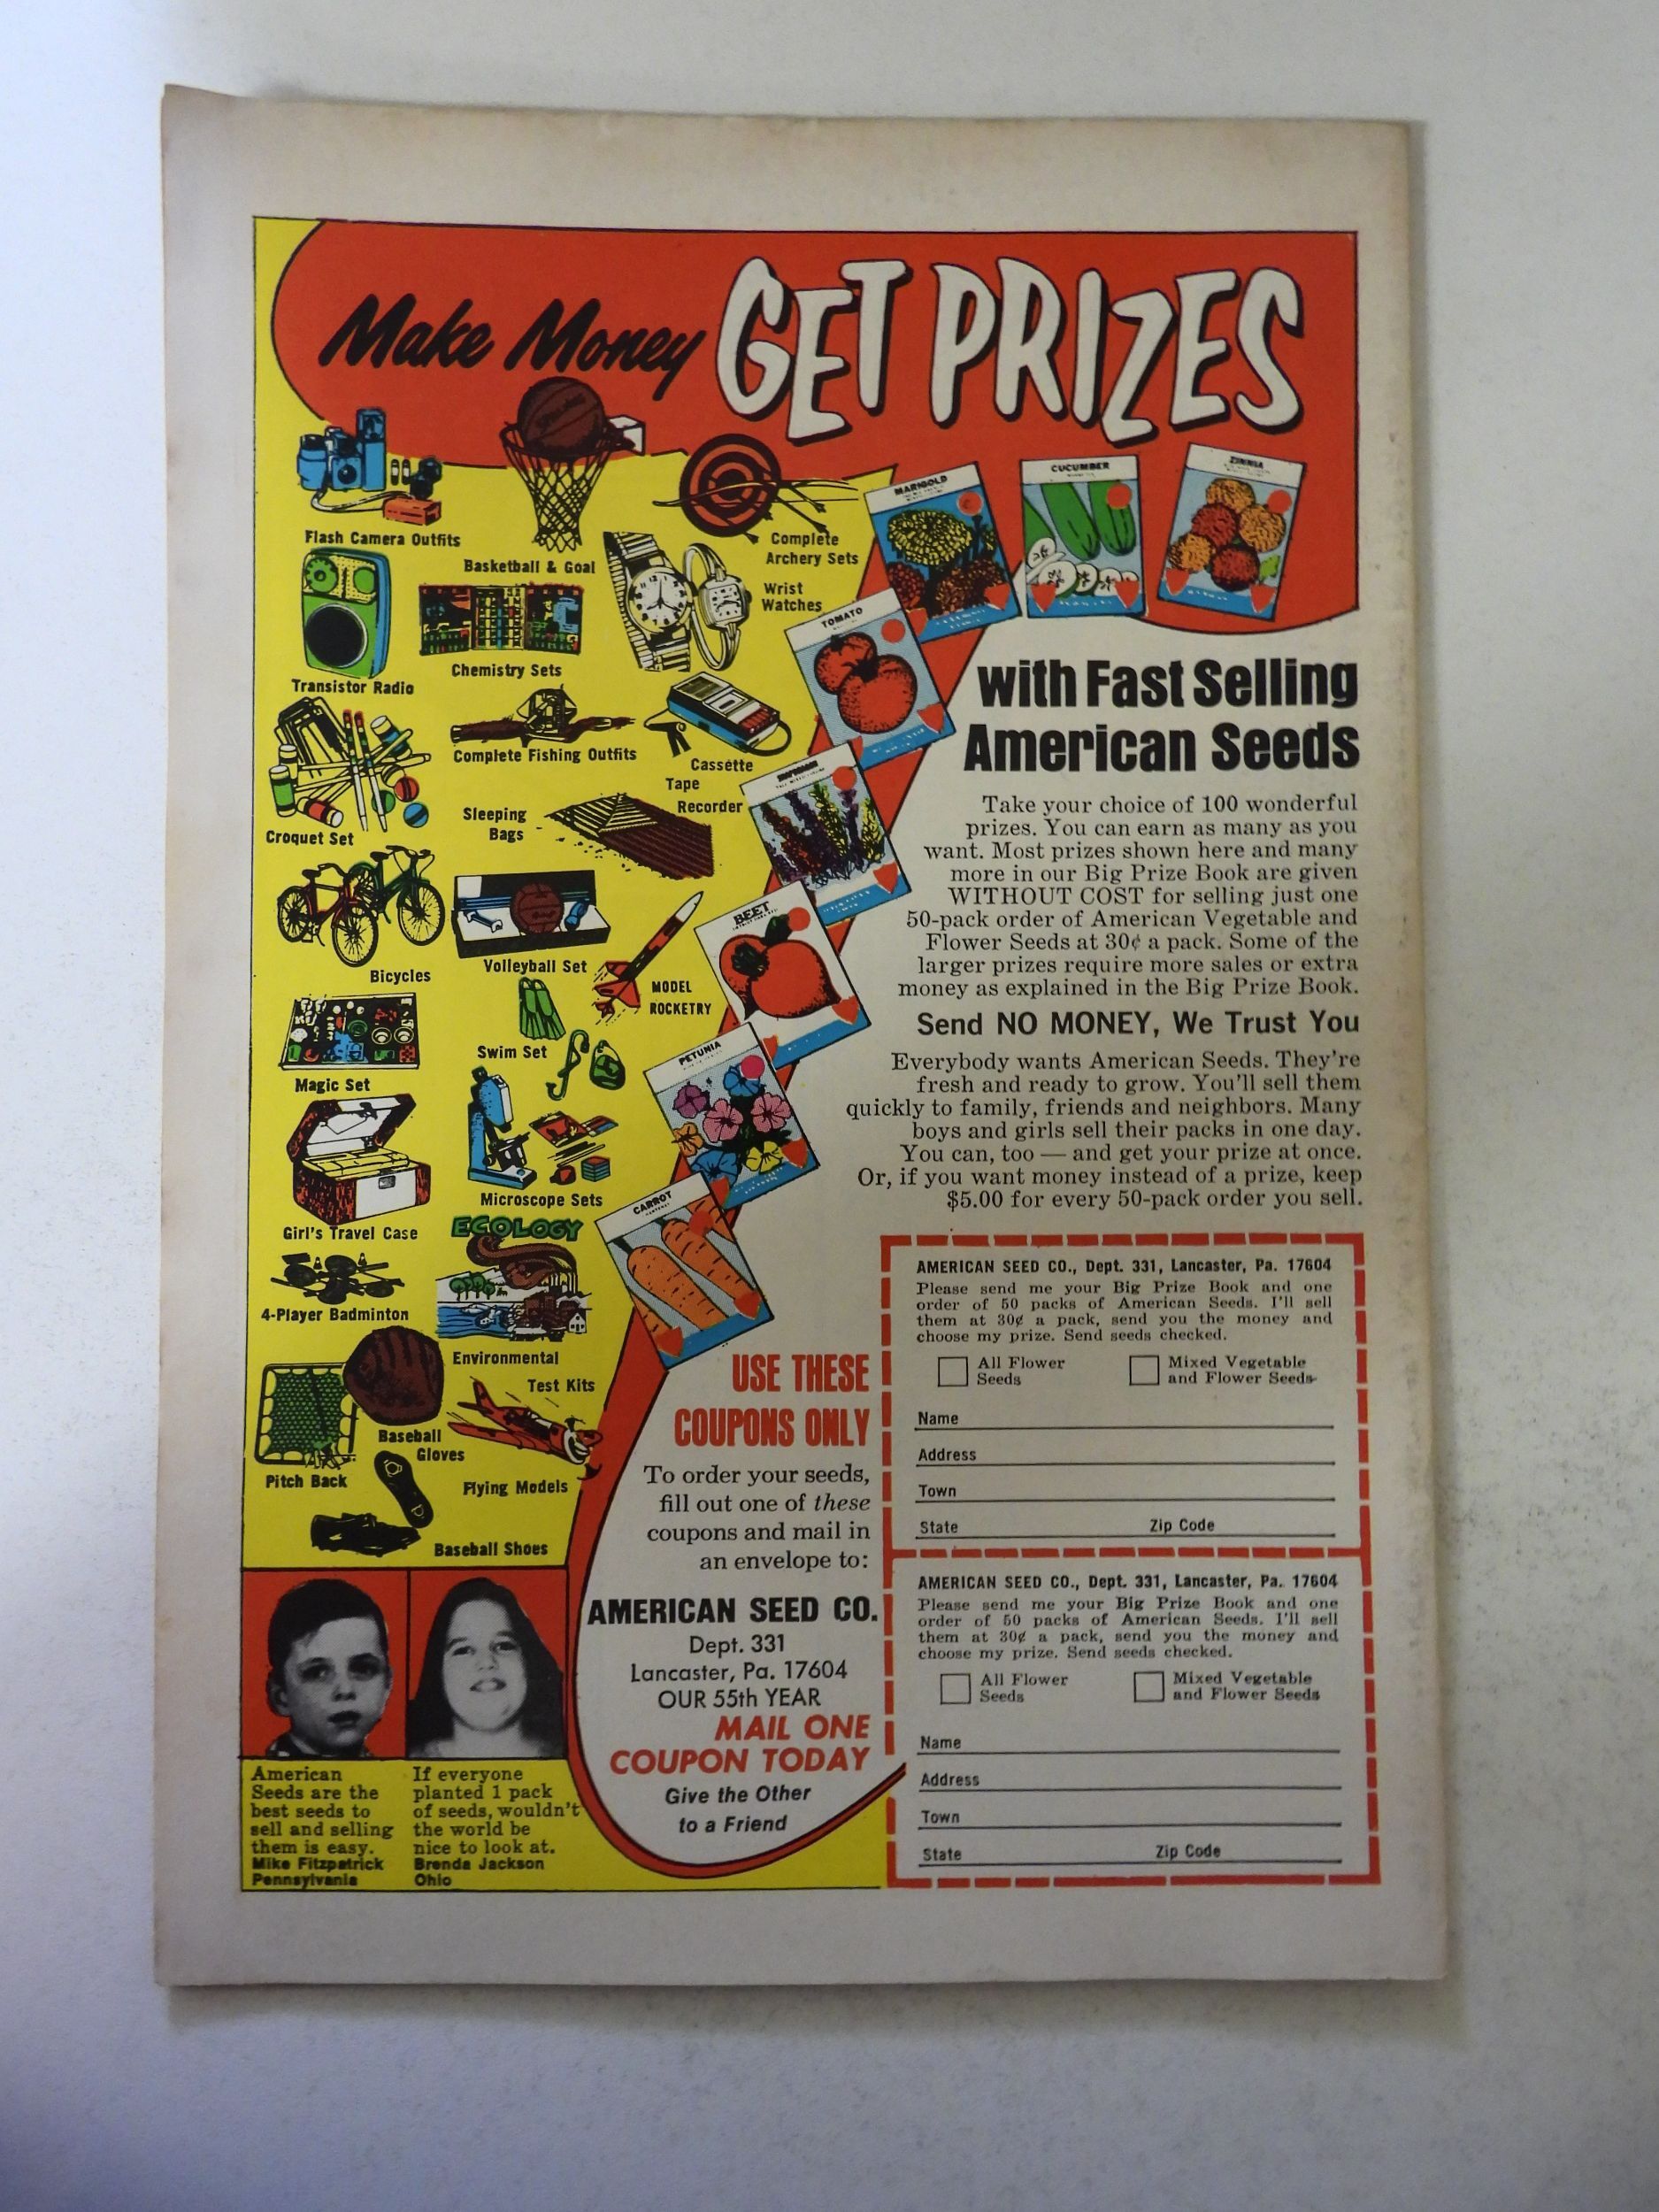 Make Money GET PRIZES
Flash Camera Outfits
Basketball & Goal
Complete
Archery Sets
Wrist
Watches
Transistor Radio
Chemistry Sets
Complete Fishing Outfits
Cassette
Tape
Recorder
Croquet Set
Sleeping
Bags
Bicycles
Volleyball Set
MODEL
ROCKETRY
Magic Set
Swim Set
Girl's Travel Case
Microscope Sets
ECOLOGY
4-Player Badminton
Environmental
Test Kits
Baseball
Gloves
Pitch Back
Flying Models
Baseball Shoes
MARIGOLD
CUCUMBER
ZINNIA
TOMATO
BEET
PETUNIA
CARROT
with Fast Selling
American Seeds
Take your choice of 100 wonderful
prizes. You can earn as many as you
want. Most prizes shown here and many
more in our Big Prize Book are given
WITHOUT COST for selling just one
50-pack order of American Vegetable and
Flower Seeds at 30¢ a pack. Some of the
larger prizes require more sales or extra
money as explained in the Big Prize Book.
Send NO MONEY, We Trust You
Everybody wants American Seeds. They're
fresh and ready to grow. You'll sell them
quickly to family, friends and neighbors. Many
boys and girls sell their packs in one day.
You can, too — and get your prize at once.
Or, if you want money instead of a prize, keep
$5.00 for every 50-pack order you sell.
USE THESE
COUPONS ONLY
To order your seeds,
fill out one of these
coupons and mail in
an envelope to:
AMERICAN SEED CO.
Dept. 331
Lancaster, Pa. 17604
OUR 55th YEAR
MAIL ONE
COUPON TODAY
Give the Other
to a Friend
AMERICAN SEED CO., Dept. 331, Lancaster, Pa. 17604
Please send me your Big Prize Book and one
order of 50 packs of American Seeds. I'll sell
them at 30¢ a pack, send you the money and
choose my prize. Send seeds checked.
All Flower
Seeds
Mixed Vegetable
and Flower Seeds
Name
Address
Town
State Zip Code
AMERICAN SEED CO., Dept. 331, Lancaster, Pa. 17604
Please send me your Big Prize Book and one
order of 50 packs of American Seeds. I'll sell
them at 30¢ a pack, send you the money and
choose my prize. Send seeds checked.
All Flower
Seeds
Mixed Vegetable
and Flower Seeds
Name
Address
Town
State Zip Code
American
Seeds are the
best seeds to
sell and selling
them is easy.
Mike Fitzpatrick
Pennsylvania
If everyone
planted 1 pack
of seeds, wouldn't
the world be
nice to look at.
Brenda Jackson
Ohio